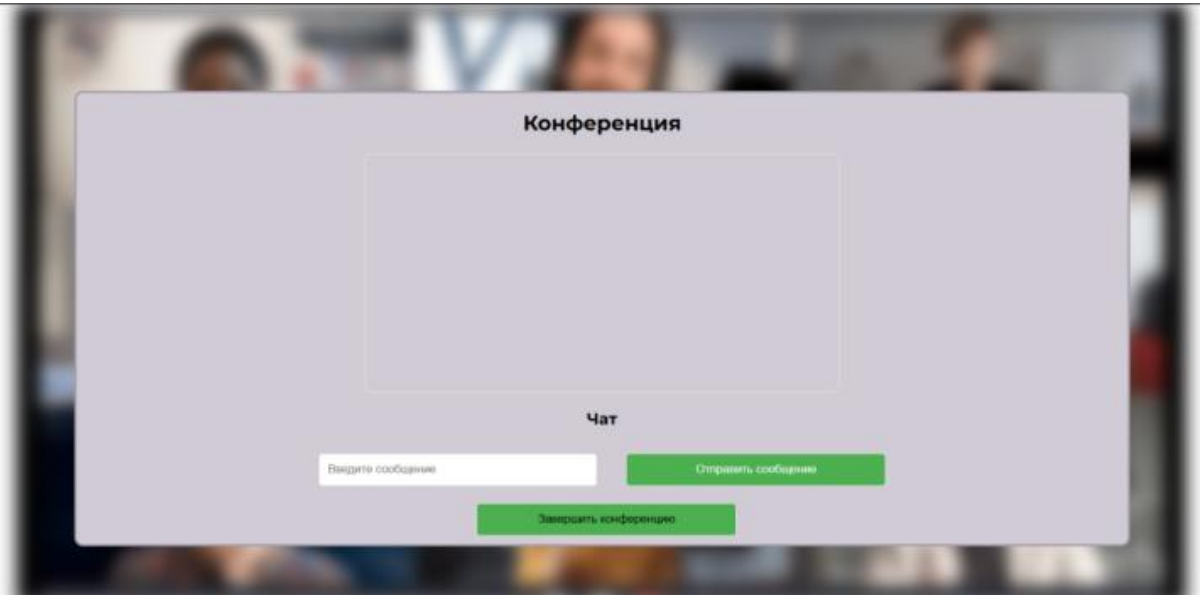 Конференция
Чат
Введите сообщение
Отправить сообщение
Завершить конференцию